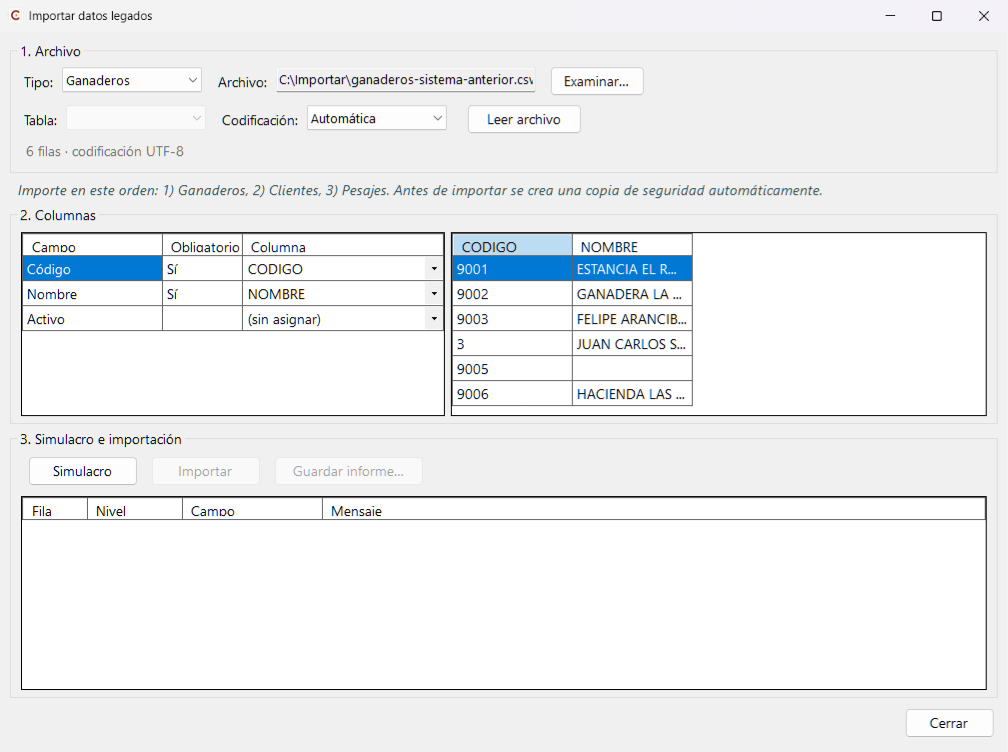 Importar datos legados
1. Archivo
Tipo: Ganaderos Archivo: C:\Importar\ganaderos-sistema-anterior.csv Examinar...
Tabla: Codificación: Automática Leer archivo
6 filas · codificación UTF-8
Importe en este orden: 1) Ganaderos, 2) Clientes, 3) Pesajes. Antes de importar se crea una copia de seguridad automáticamente.
2. Columnas
Campo Obligatorio Columna
Código Sí CODIGO
Nombre Sí NOMBRE
Activo (sin asignar)
CODIGO NOMBRE
9001 ESTANCIA EL R...
9002 GANADERA LA ...
9003 FELIPE ARANCIB...
3 JUAN CARLOS S...
9005
9006 HACIENDA LAS ...
3. Simulacro e importación
Simulacro Importar Guardar informe...
Fila Nivel Campo Mensaje
Cerrar